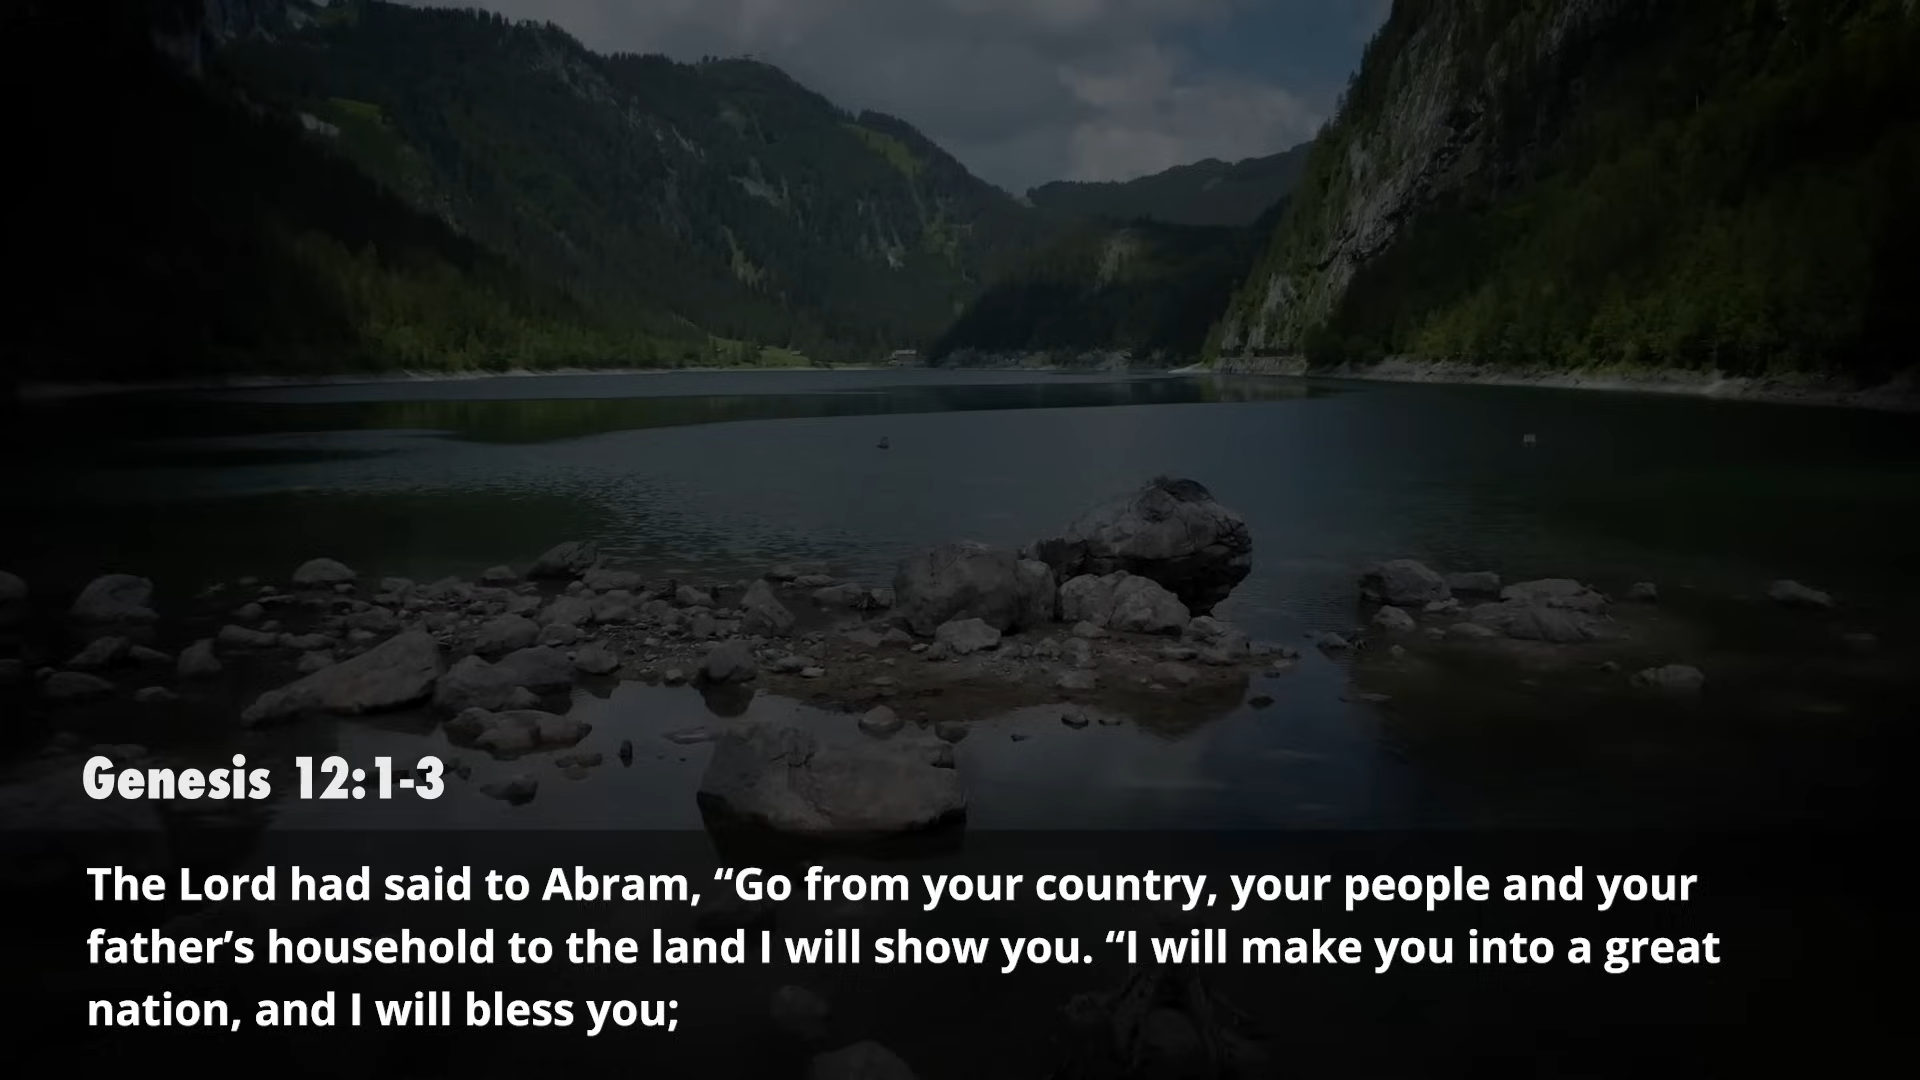 Genesis 12:1-3
The Lord had said to Abram, “Go from your country, your people and your
father’s household to the land I will show you. “I will make you into a great
nation, and I will bless you;